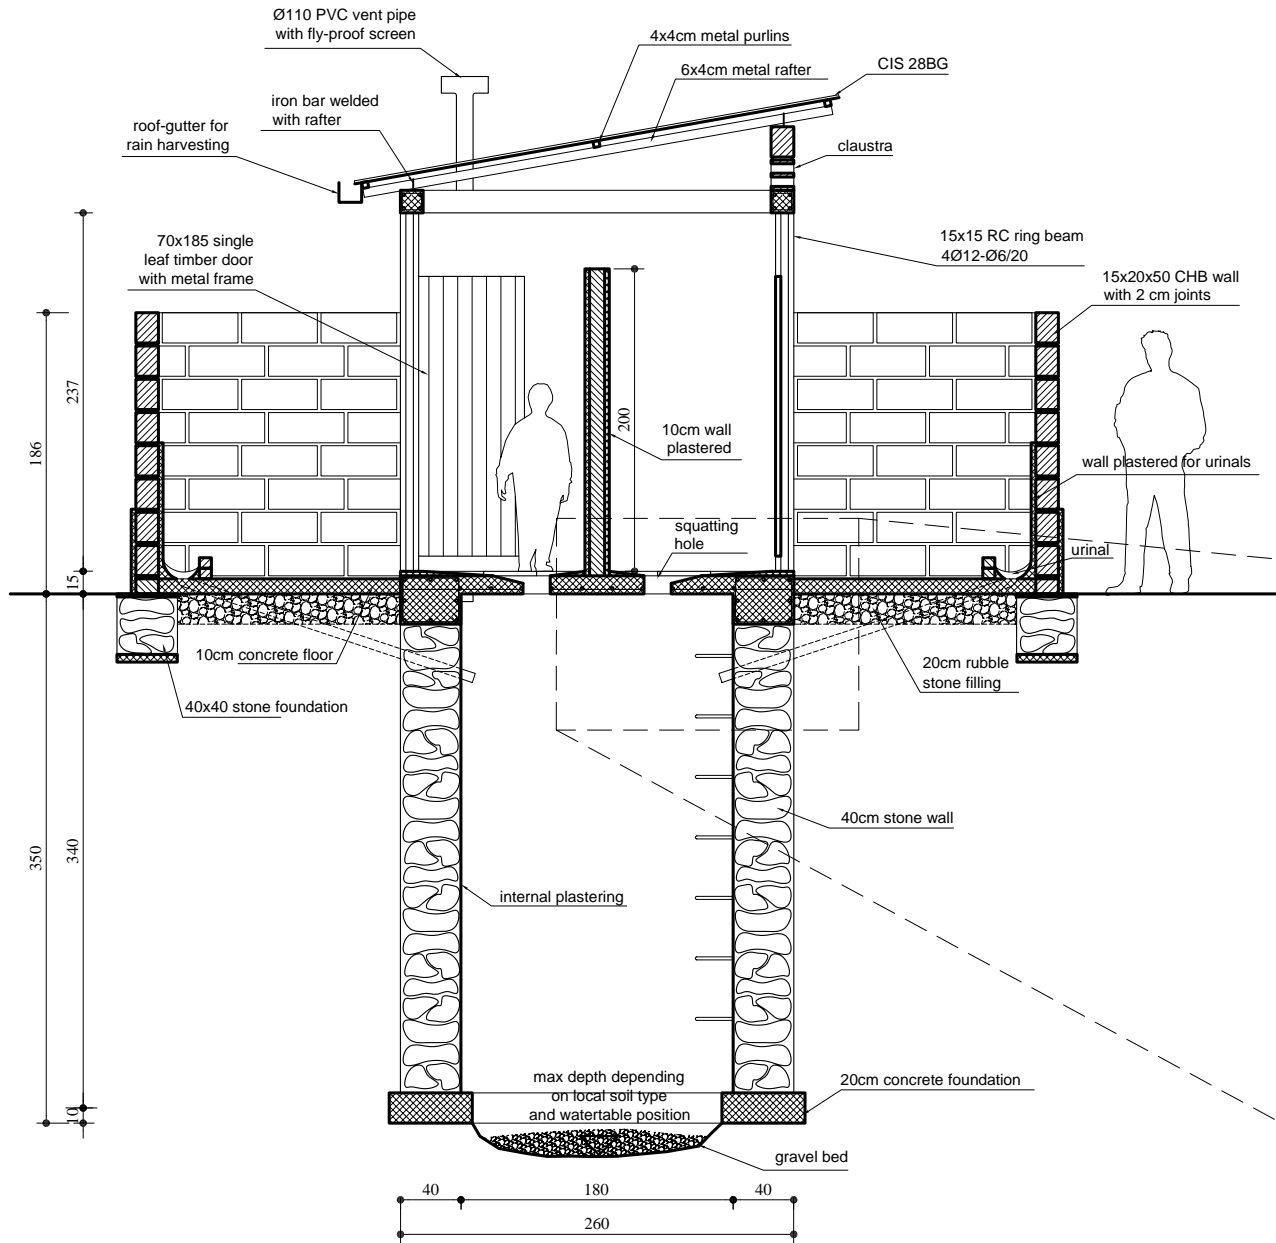 Ø110 PVC vent pipe
with fly-proof screen
4x4cm metal purlins
6x4cm metal rafter
CIS 28BG
iron bar welded
with rafter
roof-gutter for
rain harvesting
claustra
70x185 single
leaf timber door
with metal frame
15x15 RC ring beam
4Ø12-Ø6/20
15x20x50 CHB wall
with 2 cm joints
237
186
200
10cm wall
plastered
wall plastered for urinals
squatting
hole
urinal
15
10cm concrete floor
40x40 stone foundation
20cm rubble
stone filling
350
340
40cm stone wall
internal plastering
max depth depending
on local soil type
and watertable position
20cm concrete foundation
10
gravel bed
40
180
40
260